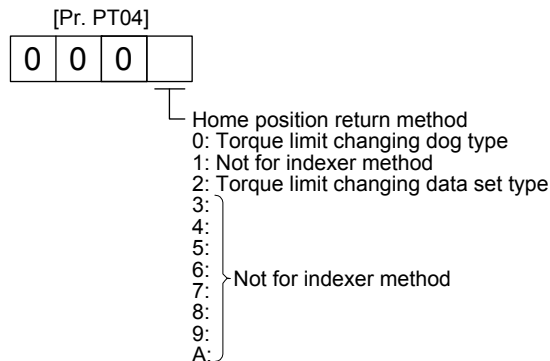 [Pr. PT04]
0 0 0
Home position return method
0: Torque limit changing dog type
1: Not for indexer method
2: Torque limit changing data set type
3:
4:
5:
6:
7:
8:
9:
A:
Not for indexer method